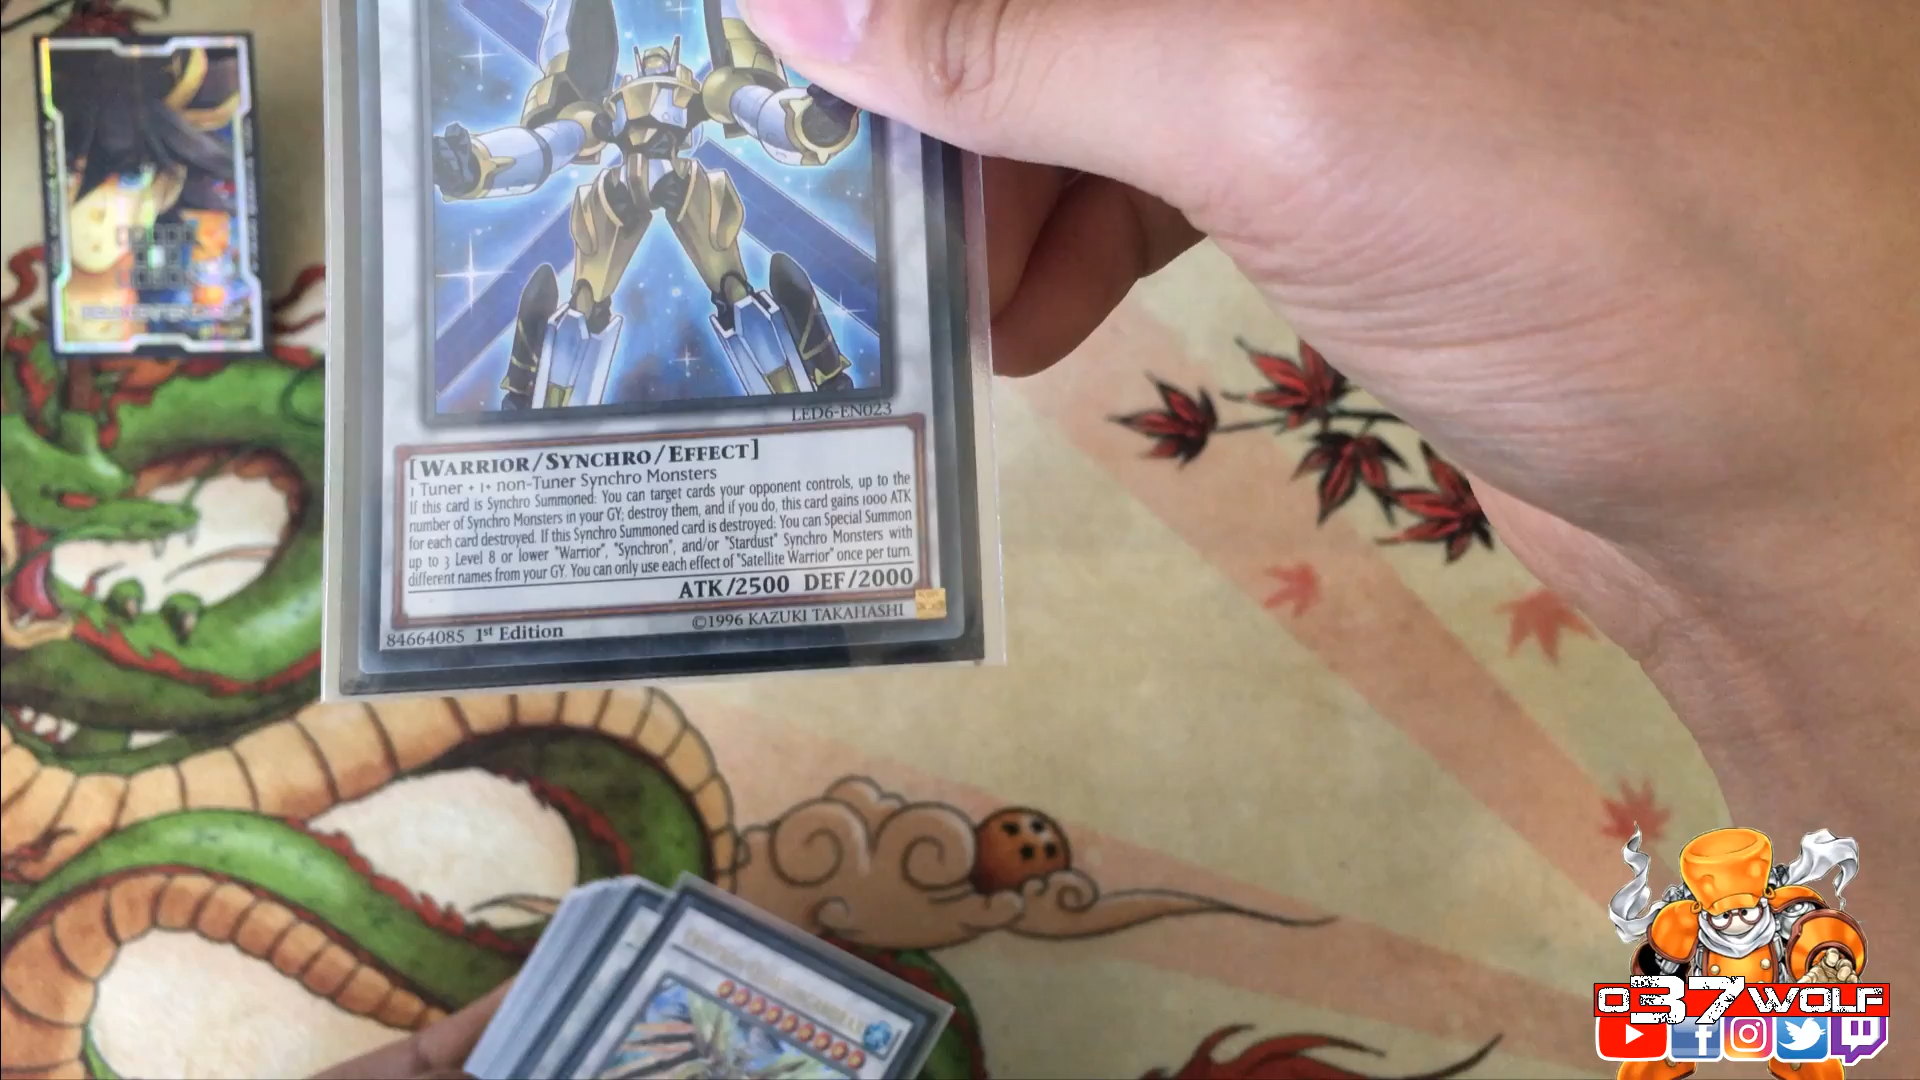 LED6-EN023
[WARRIOR/SYNCHRO/EFFECT]
1 Tuner + 1+ non-Tuner Synchro Monsters
If this card is Synchro Summoned: You can target cards your opponent controls, up to the
number of Synchro Monsters in your GY; destroy them, and if you do, this card gains 1000 ATK
for each card destroyed. If this Synchro Summoned card is destroyed: You can Special Summon
up to 3 Level 8 or lower "Warrior", "Synchron", and/or "Stardust" Synchro Monsters with
different names from your GY. You can only use each effect of "Satellite Warrior" once per turn.
ATK/2500 DEF/2000
84664085 1st Edition
©1996 KAZUKI TAKAHASHI
037WOLF